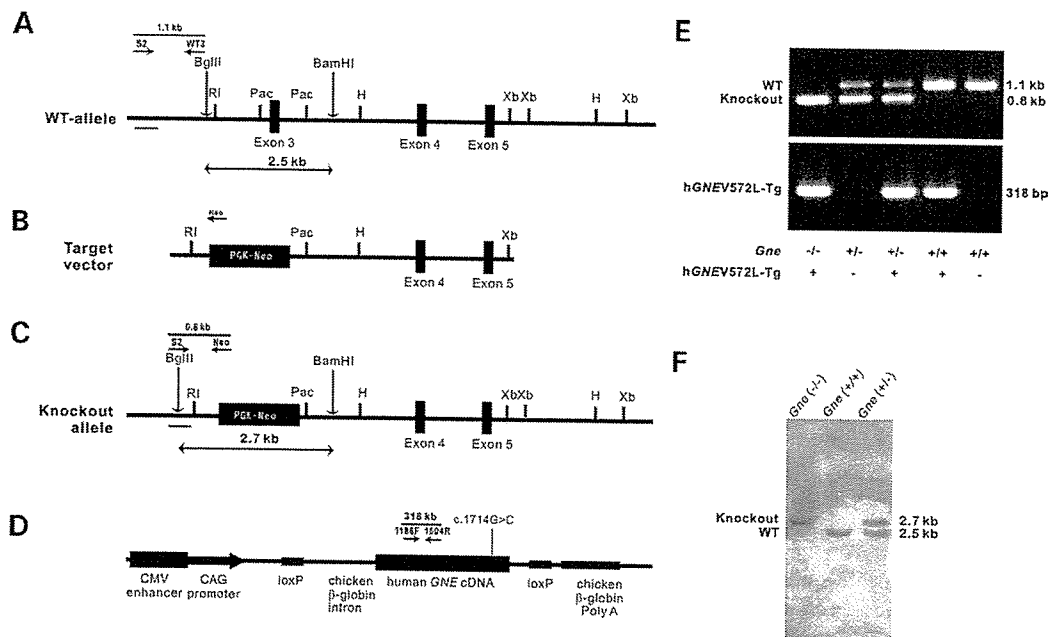 A
1.1 kb
S2
WT3
BglII
BamHI
RI
Pac
Pac
H
XbXb
H
Xb
WT-allele
Exon 3
Exon 4
Exon 5
2.5 kb
B
Neo
RI
Pac
H
Xb
Target
vector
PGK-Neo
Exon 4
Exon 5
C
0.8 kb
S2
Neo
BglII
BamHI
RI
Pac
H
XbXb
H
Xb
Knockout
allele
PGK-Neo
Exon 4
Exon 5
2.7 kb
D
318 kb
1186F
1504R
c.1714G>C
CMV
enhancer
CAG
promoter
loxP
chicken
β-globin
intron
human GNE cDNA
loxP
chicken
β-globin
Poly A
E
WT
Knockout
1.1 kb
0.8 kb
hGNEV572L-Tg
318 bp
Gne -/- +/- +/- +/+ +/+
hGNEV572L-Tg + - + + -
F
Gne (-/-)
Gne (+/+)
Gne (+/-)
Knockout
WT
2.7 kb
2.5 kb